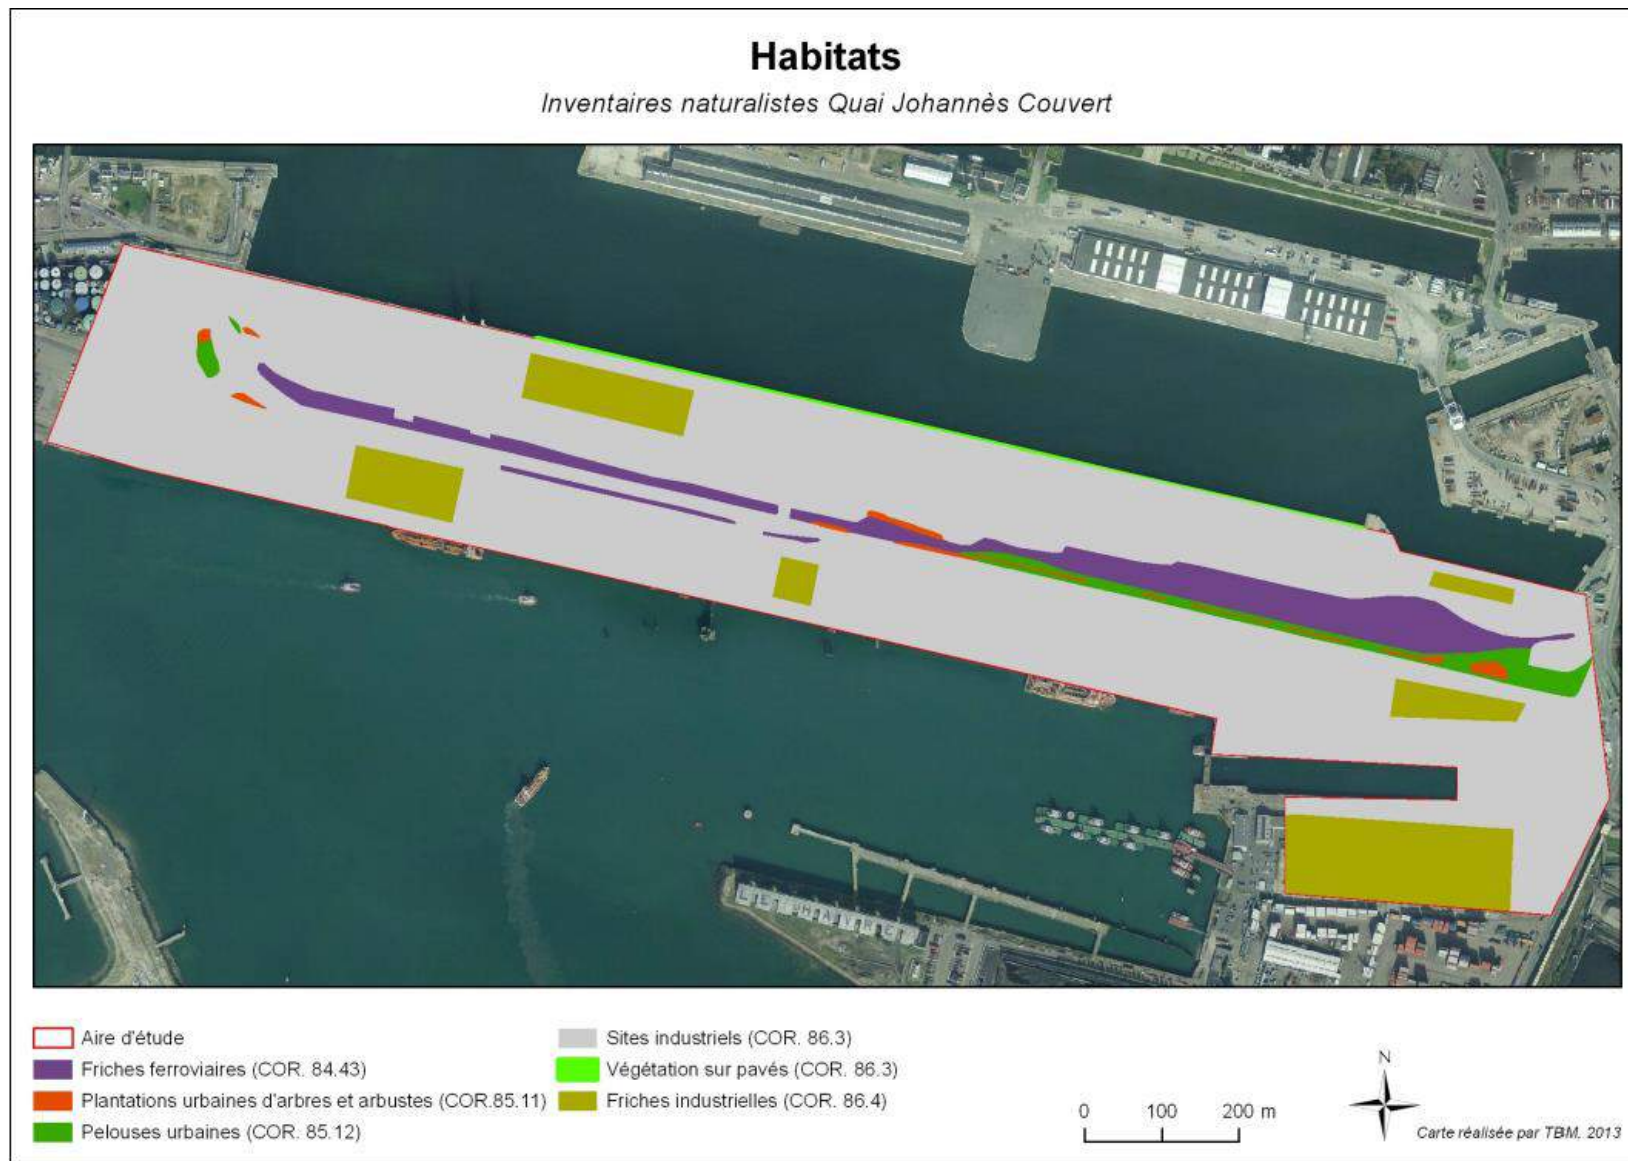 Habitats
Inventaires naturalistes Quai Johannès Couvert
LE HAVRE
Aire d'étude
Friches ferroviaires (COR. 84.43)
Plantations urbaines d'arbres et arbustes (COR.85.11)
Pelouses urbaines (COR. 85.12)
Sites industriels (COR. 86.3)
Végétation sur pavés (COR. 86.3)
Friches industrielles (COR. 86.4)
0 100 200 m
N
Carte réalisée par TBM, 2013